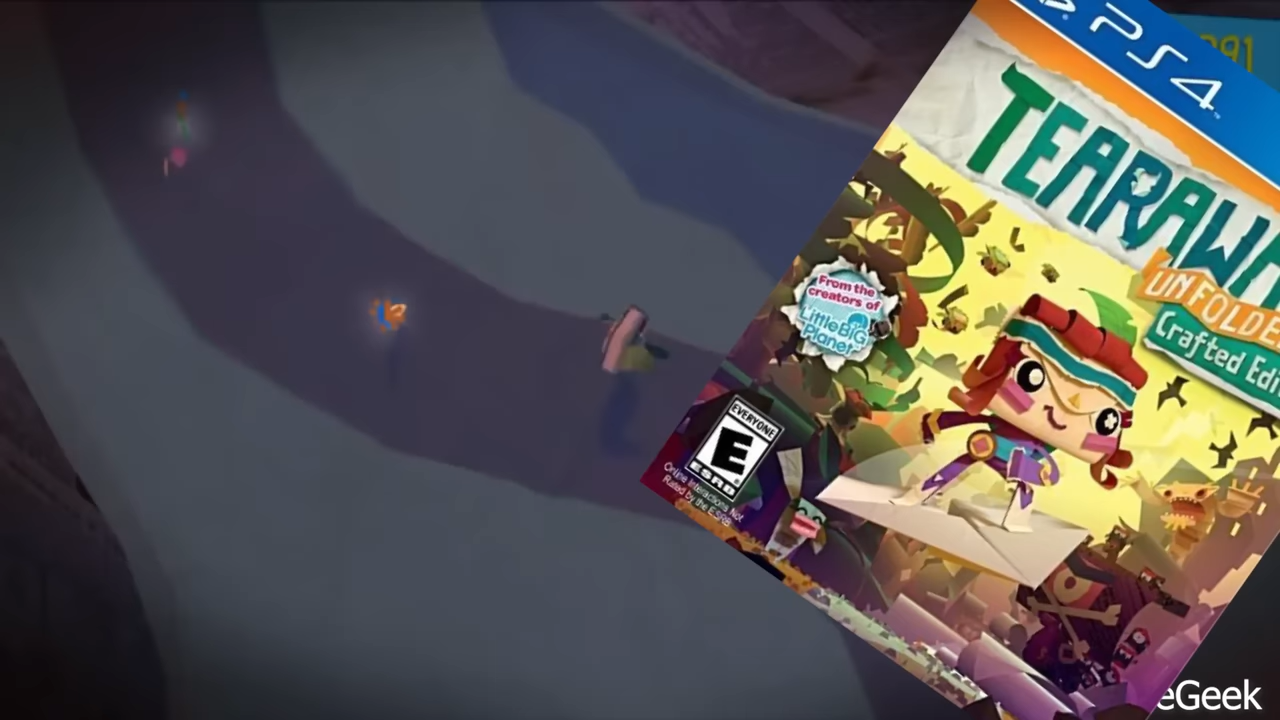 PS4
TEARAWA
UNFOLDE
Crafted Edi
From the
creators of
LittleBIG
Planet
EVERYONE
E
ESRB
Online Interactions Not
Rated by the ESRB
eGeek